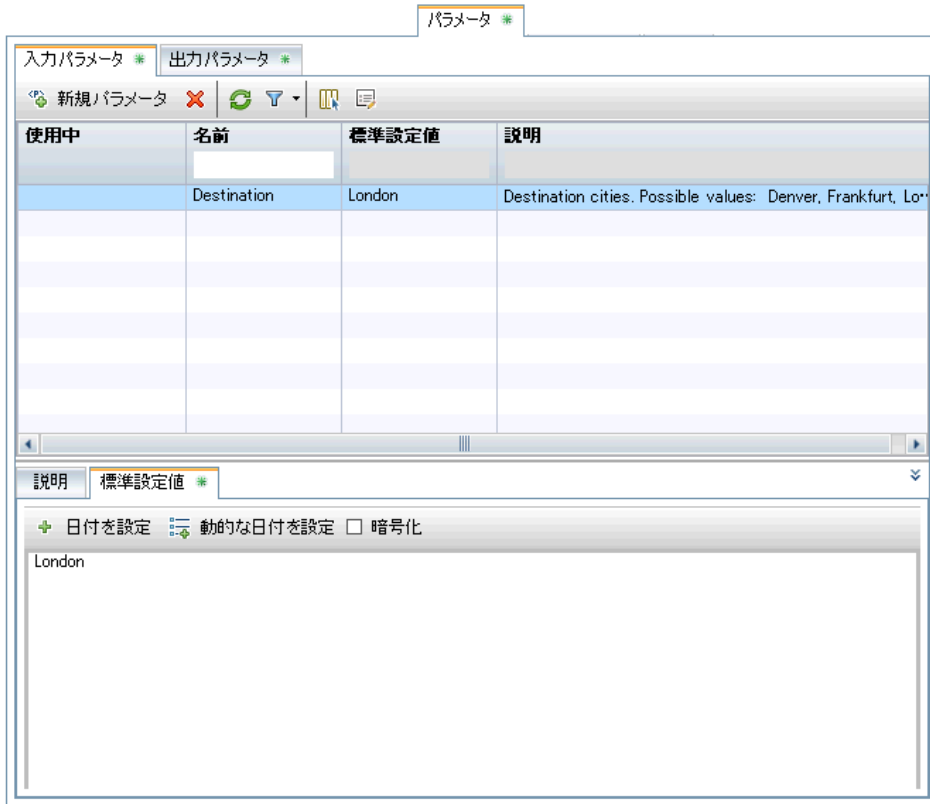 パラメータ *
入力パラメータ * 出力パラメータ *
新規パラメータ
使用中 名前 標準設定値 説明
Destination London Destination cities. Possible values: Denver, Frankfurt, Lo··
説明 標準設定値 *
日付を設定 動的な日付を設定 暗号化
London